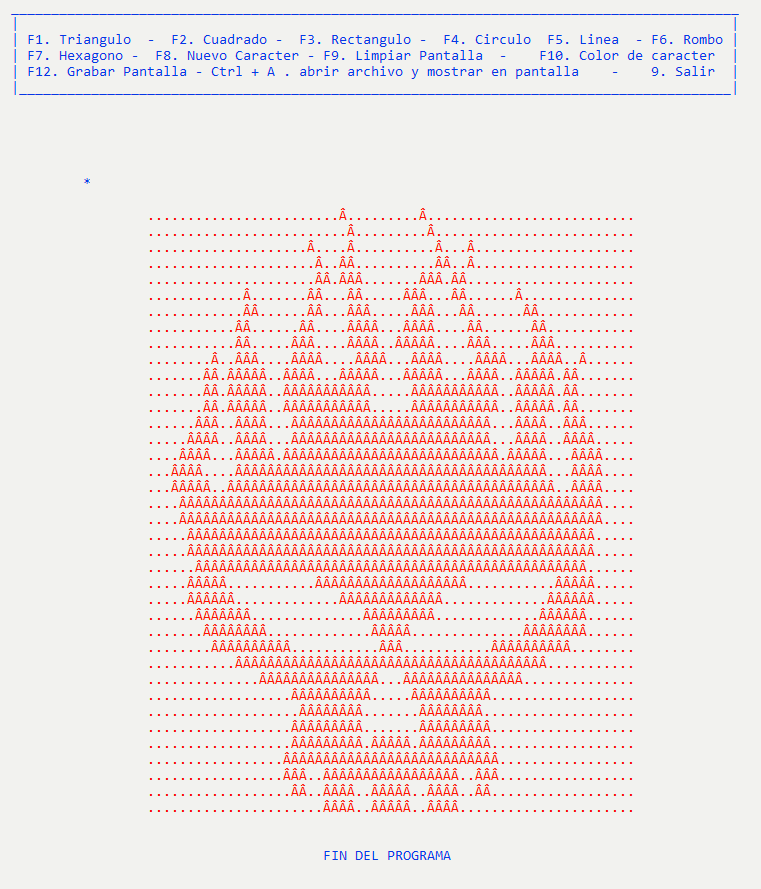 F1. Triangulo - F2. Cuadrado - F3. Rectangulo - F4. Circulo F5. Linea - F6. Rombo
F7. Hexagono - F8. Nuevo Caracter - F9. Limpiar Pantalla - F10. Color de caracter
F12. Grabar Pantalla - Ctrl + A . abrir archivo y mostrar en pantalla - 9. Salir
*
FIN DEL PROGRAMA